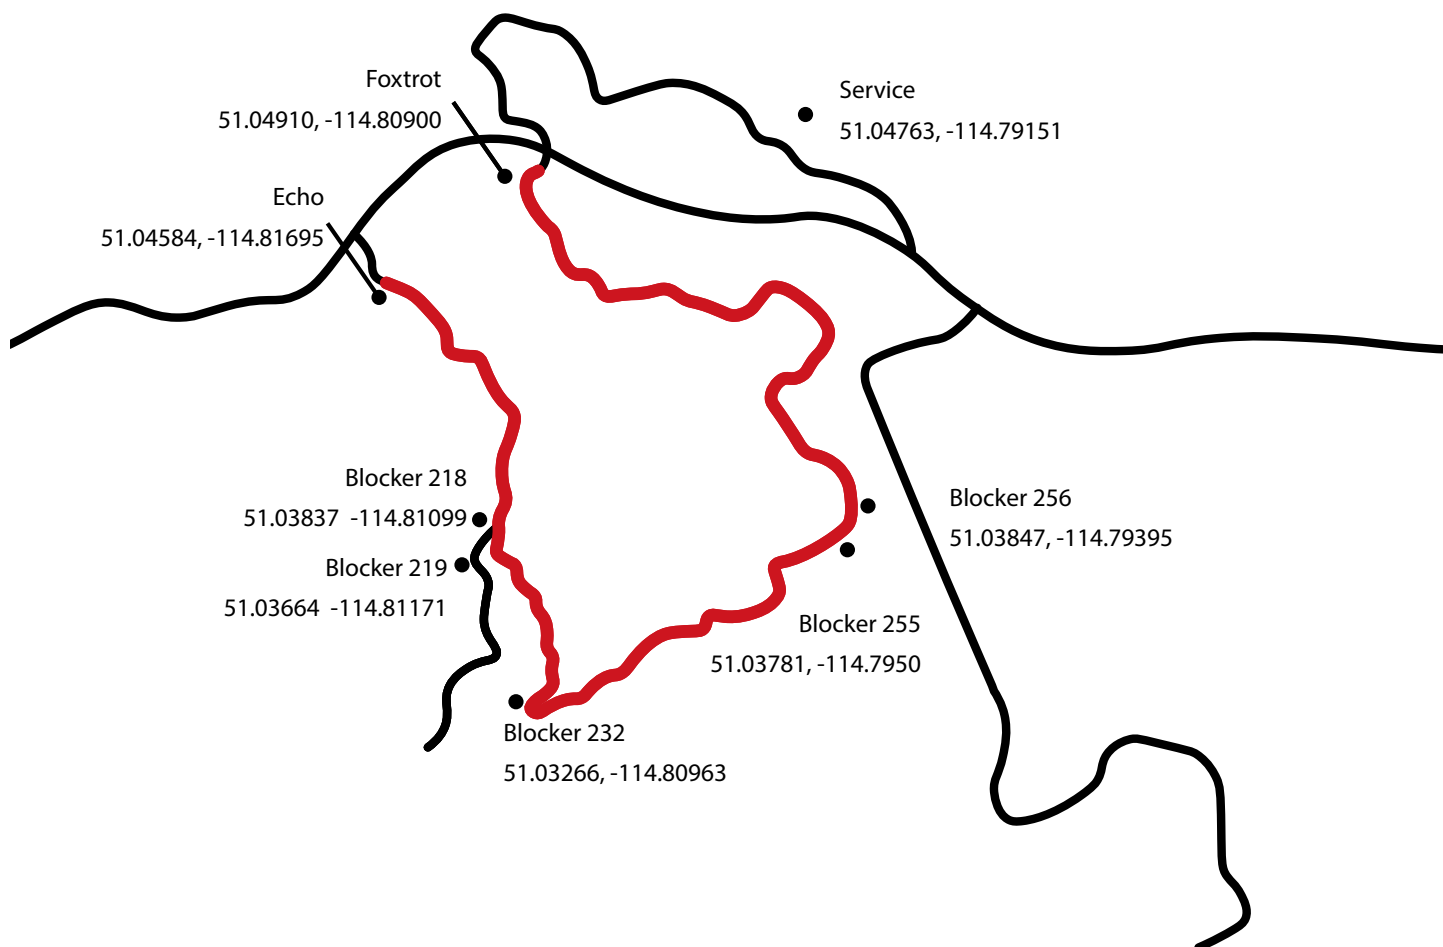 Foxtrot
51.04910, -114.80900
Service
51.04763, -114.79151
Echo
51.04584, -114.81695
Blocker 218
51.03837  -114.81099
Blocker 219
51.03664  -114.81171
Blocker 256
51.03847, -114.79395
Blocker 255
51.03781, -114.7950
Blocker 232
51.03266, -114.80963